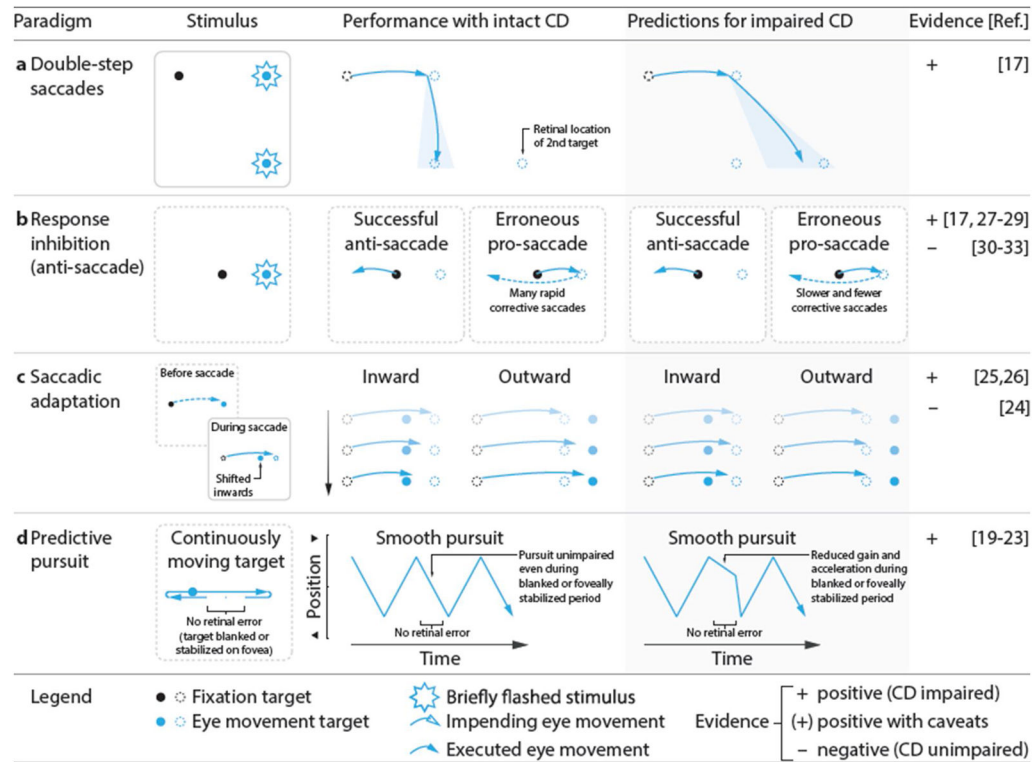 Paradigm Stimulus Performance with intact CD Predictions for impaired CD Evidence [Ref.]
a Double-step
saccades
Retinal location
of 2nd target
+ [17]
b Response
inhibition
(anti-saccade)
Successful
anti-saccade
Erroneous
pro-saccade
Many rapid
corrective saccades
Successful
anti-saccade
Erroneous
pro-saccade
Slower and fewer
corrective saccades
+ [17, 27-29]
– [30-33]
c Saccadic
adaptation
Before saccade
During saccade
Shifted
inwards
Inward Outward
Inward Outward
+ [25,26]
– [24]
d Predictive
pursuit
Continuously
moving target
No retinal error
(target blanked or
stabilized on fovea)
Position
Smooth pursuit
Pursuit unimpaired
even during
blanked or foveally
stabilized period
No retinal error
Time
Smooth pursuit
Reduced gain and
acceleration during
blanked or foveally
stabilized period
No retinal error
Time
+ [19-23]
Legend
Fixation target
Eye movement target
Briefly flashed stimulus
Impending eye movement
Executed eye movement
Evidence
+ positive (CD impaired)
(+) positive with caveats
– negative (CD unimpaired)